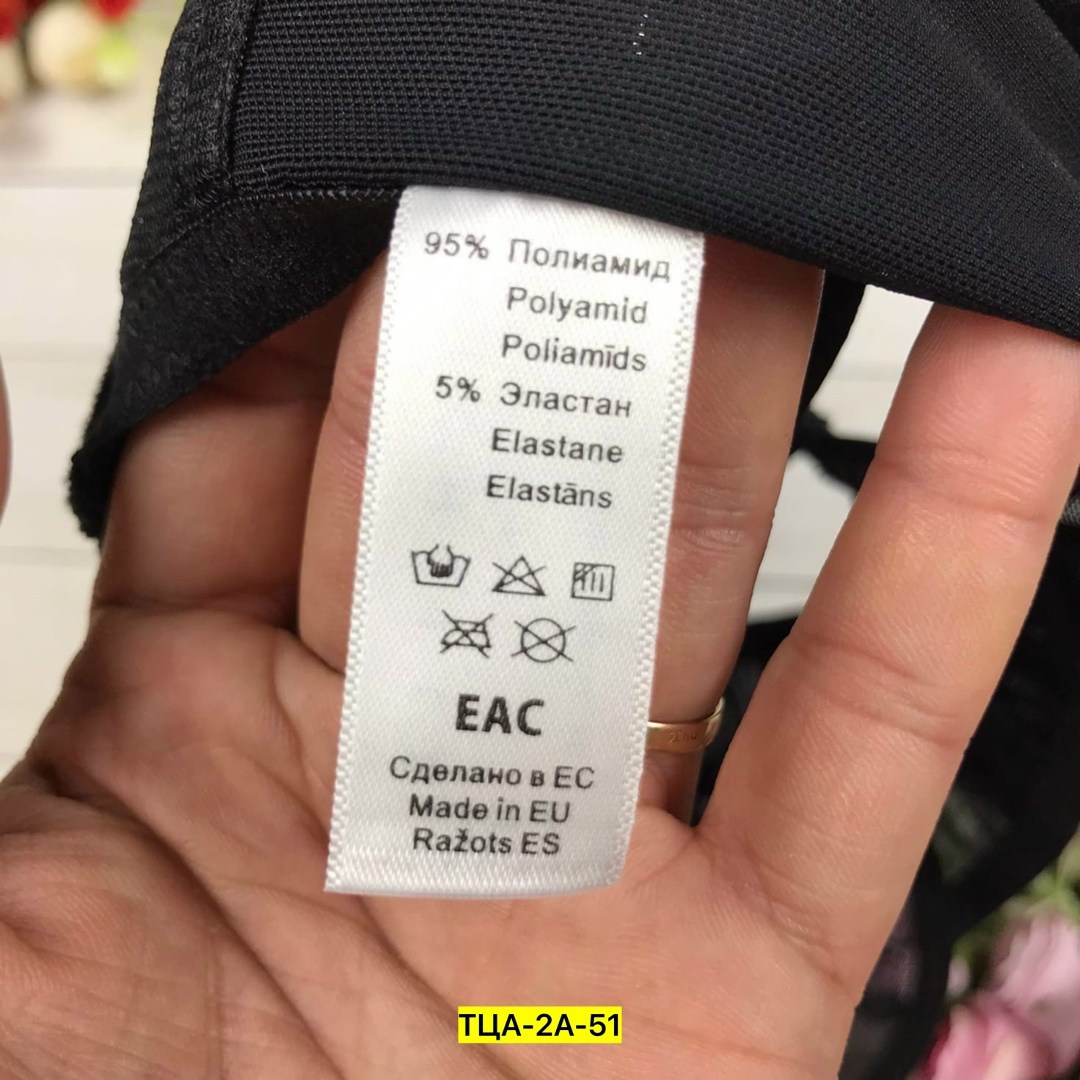 95% Полиамид
Polyamid
Poliamīds
5% Эластан
Elastane
Elastāns
EAC
Сделано в ЕС
Made in EU
Ražots ES
ТЦА-2А-51